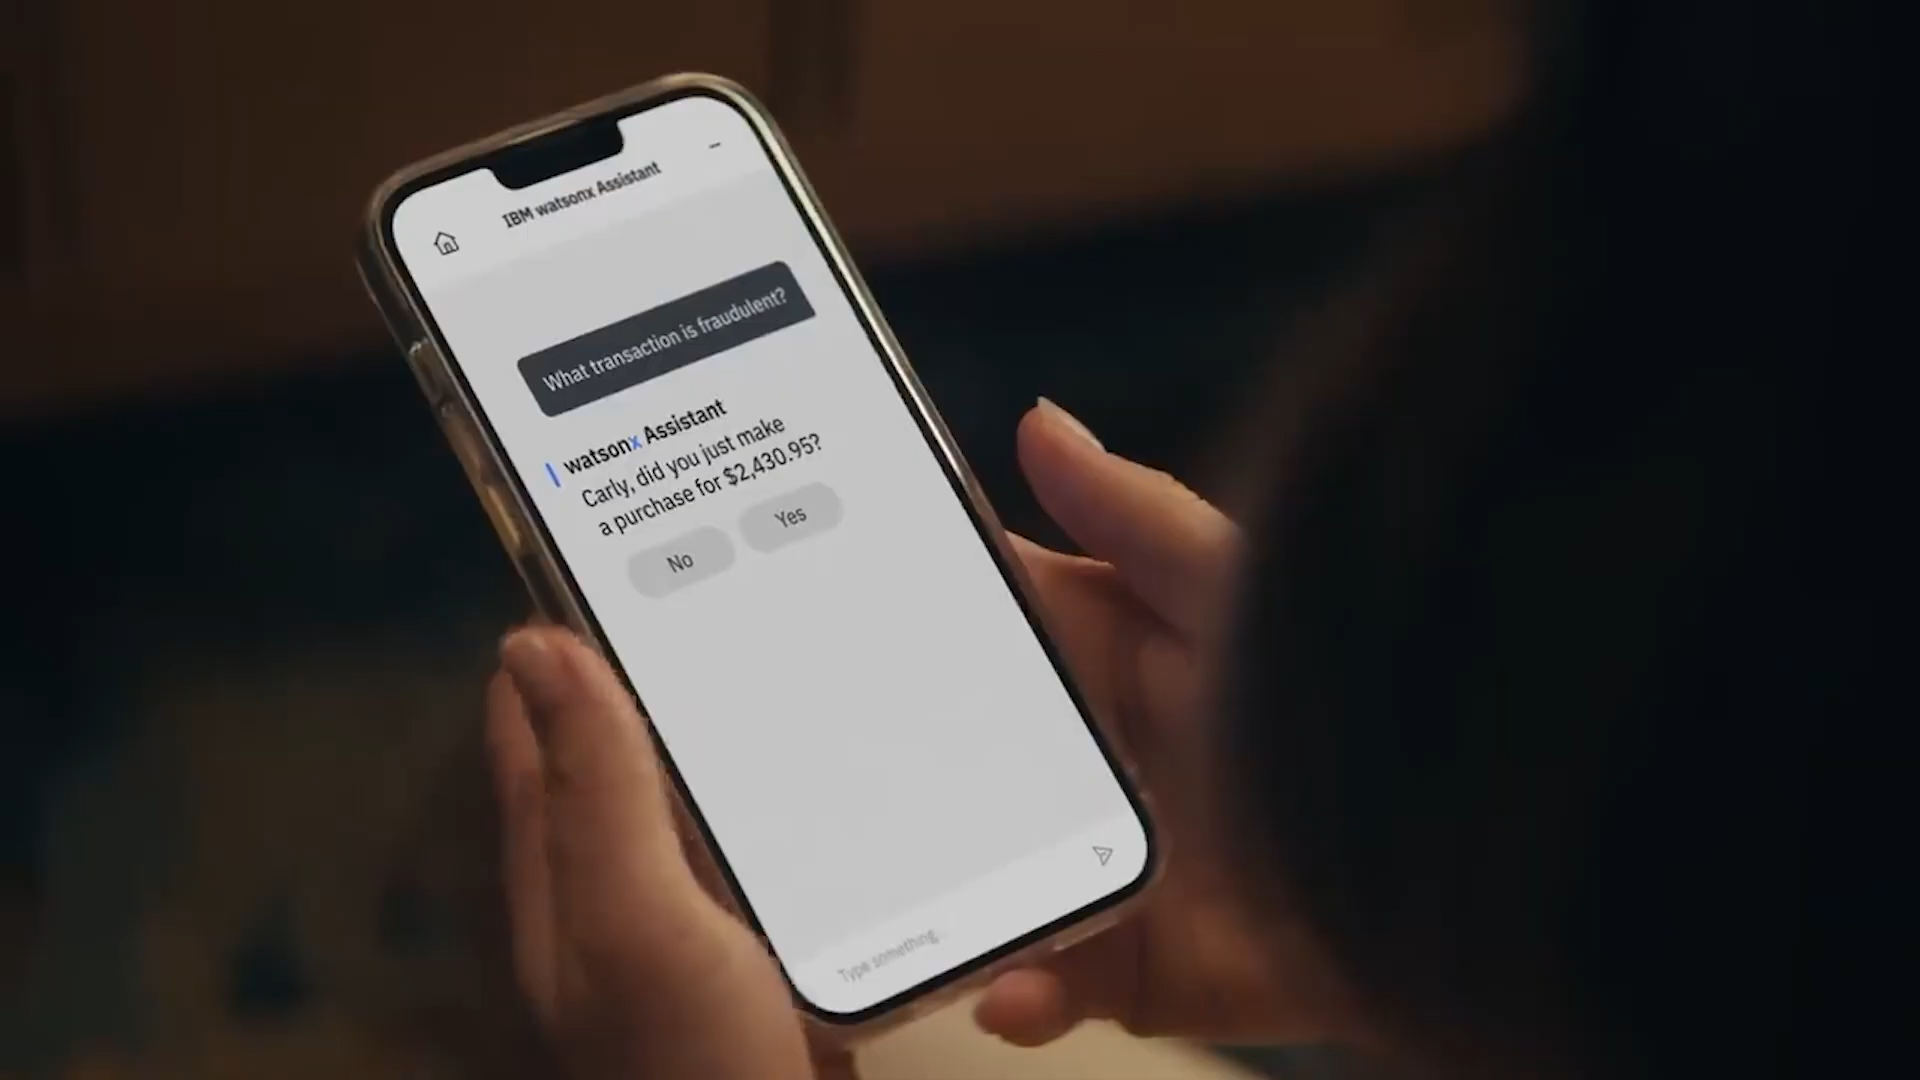 IBM watsonx Assistant
What transaction is fraudulent?
watsonx Assistant
Carly, did you just make
a purchase for $2,430.95?
No
Yes
Type something...